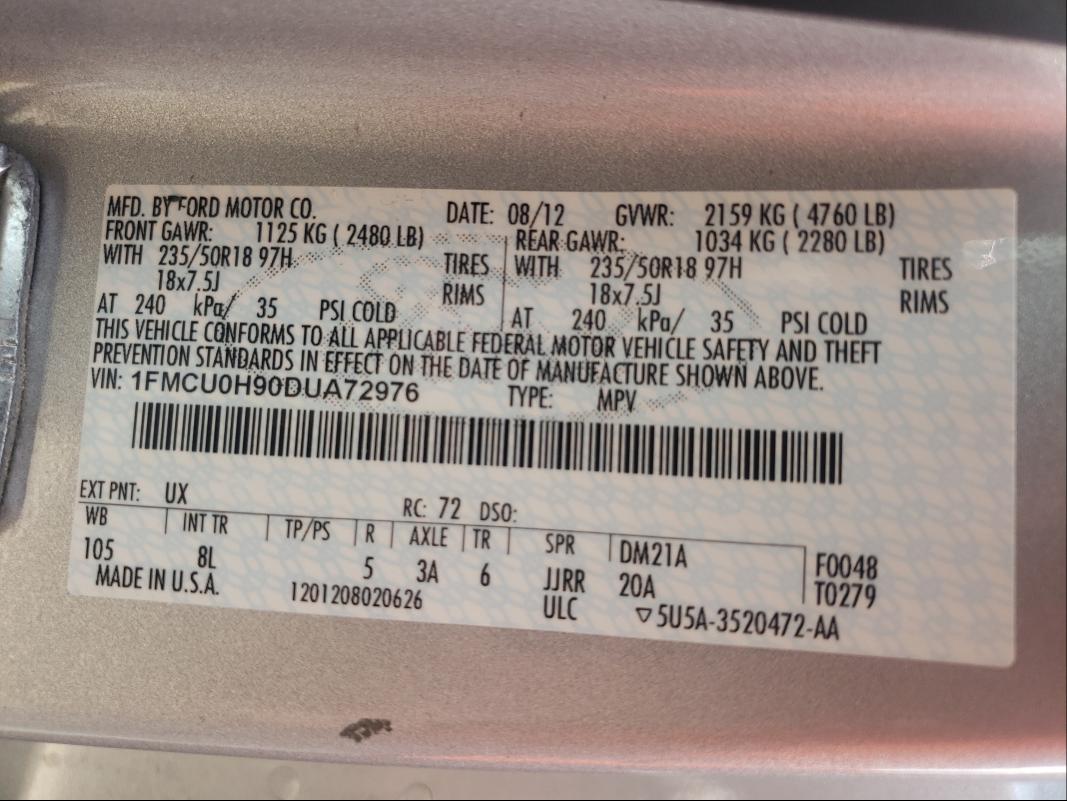 MFD. BY FORD MOTOR CO. DATE: 08/12 GVWR: 2159 KG ( 4760 LB)
FRONT GAWR: 1125 KG ( 2480 LB) REAR GAWR: 1034 KG ( 2280 LB)
WITH 235/50R18 97H TIRES WITH 235/50R18 97H TIRES
18x7.5J RIMS 18x7.5J RIMS
AT 240 kPa/ 35 PSI COLD AT 240 kPa/ 35 PSI COLD
THIS VEHICLE CONFORMS TO ALL APPLICABLE FEDERAL MOTOR VEHICLE SAFETY AND THEFT
PREVENTION STANDARDS IN EFFECT ON THE DATE OF MANUFACTURE SHOWN ABOVE.
VIN: 1FMCU0H90DUA72976 TYPE: MPV
EXT PNT: UX RC: 72 DSO:
WB INT TR TP/PS R AXLE TR SPR DM21A F0048
105 8L 5 3A 6 JJRR 20A T0279
MADE IN U.S.A. 1201208020626 ULC ▽5U5A-3520472-AA